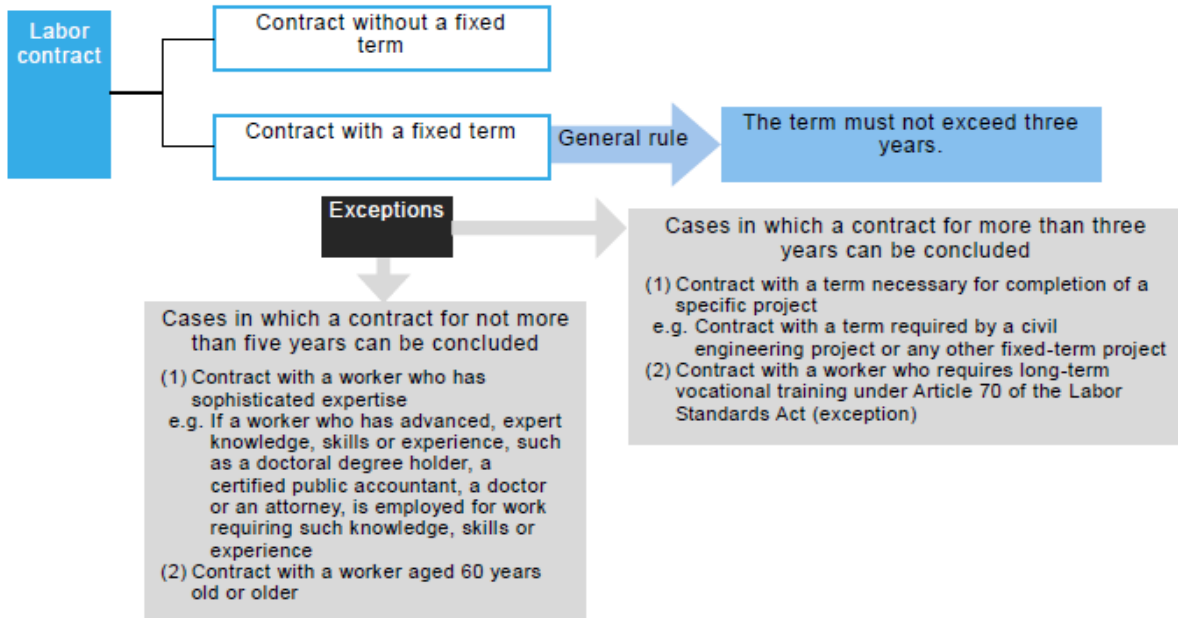 Labor
contract
Contract without a fixed
term
Contract with a fixed term
General rule
The term must not exceed three
years.
Exceptions
Cases in which a contract for more than three
years can be concluded
(1) Contract with a term necessary for completion of a
specific project
e.g. Contract with a term required by a civil
engineering project or any other fixed-term project
(2) Contract with a worker who requires long-term
vocational training under Article 70 of the Labor
Standards Act (exception)
Cases in which a contract for not more
than five years can be concluded
(1) Contract with a worker who has
sophisticated expertise
e.g. If a worker who has advanced, expert
knowledge, skills or experience, such
as a doctoral degree holder, a
certified public accountant, a doctor
or an attorney, is employed for work
requiring such knowledge, skills or
experience
(2) Contract with a worker aged 60 years
old or older